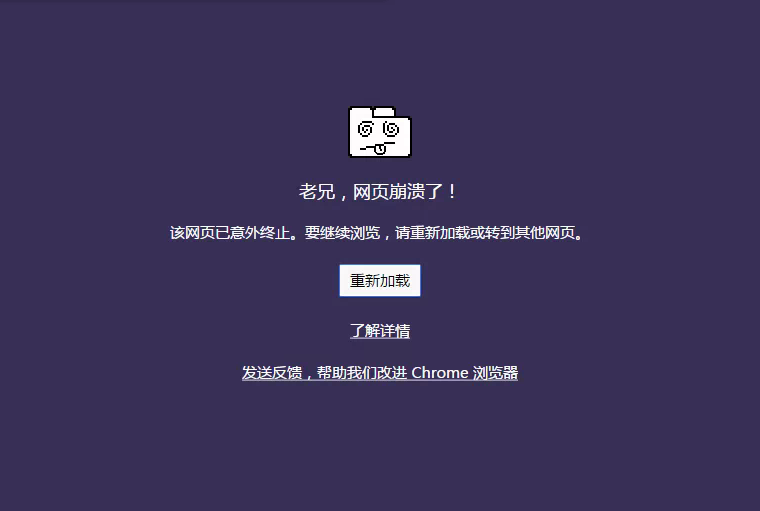 老兄，网页崩溃了！
该网页已意外终止。要继续浏览，请重新加载或转到其他网页。
重新加载
了解详情
发送反馈，帮助我们改进 Chrome 浏览器